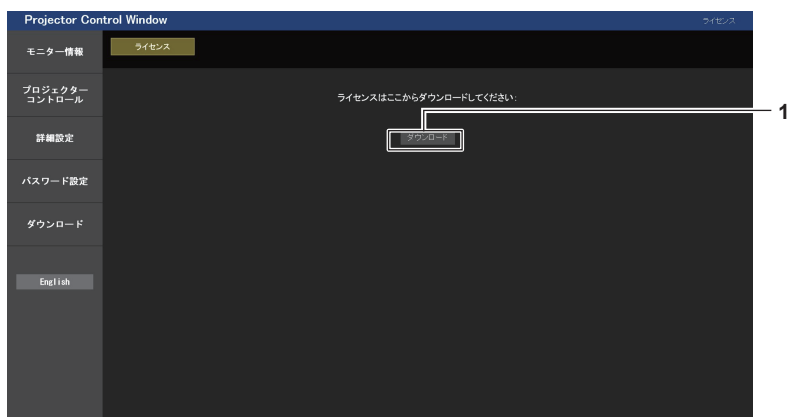 Projector Control Window
ライセンス
モニター情報
ライセンス
プロジェクター
コントロール
詳細設定
パスワード設定
ダウンロード
English
ライセンスはここからダウンロードしてください:
ダウンロード
1